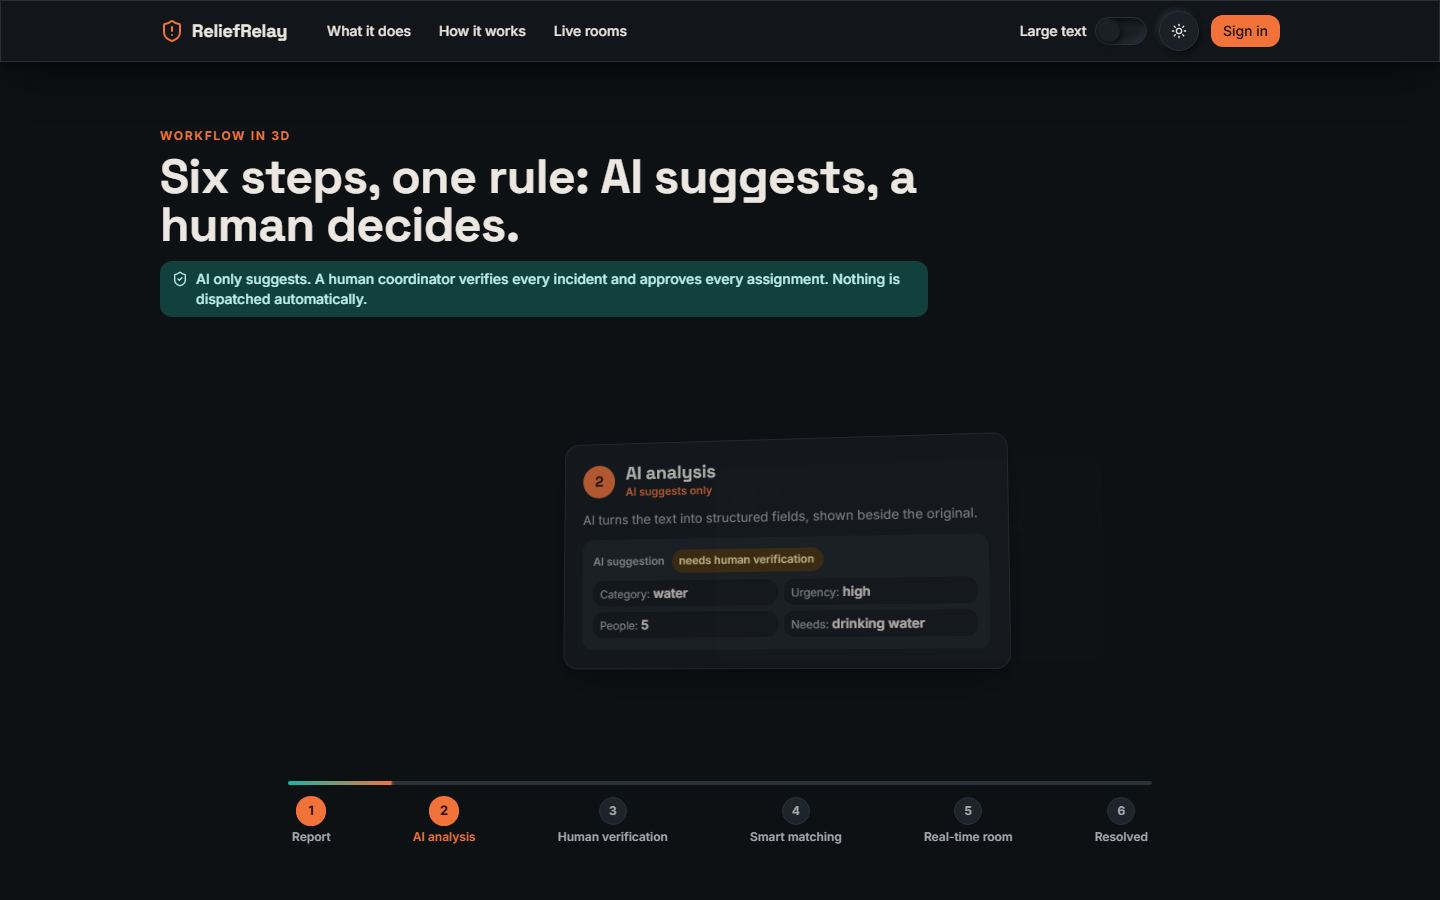 ReliefRelay
What it does
How it works
Live rooms
Large text
Sign in
WORKFLOW IN 3D
Six steps, one rule: AI suggests, a
human decides.
AI only suggests. A human coordinator verifies every incident and approves every assignment. Nothing is
dispatched automatically.
2
AI analysis
AI suggests only
AI turns the text into structured fields, shown beside the original.
AI suggestion needs human verification
Category: water
Urgency: high
People: 5
Needs: drinking water
1
Report
2
AI analysis
3
Human verification
4
Smart matching
5
Real-time room
6
Resolved